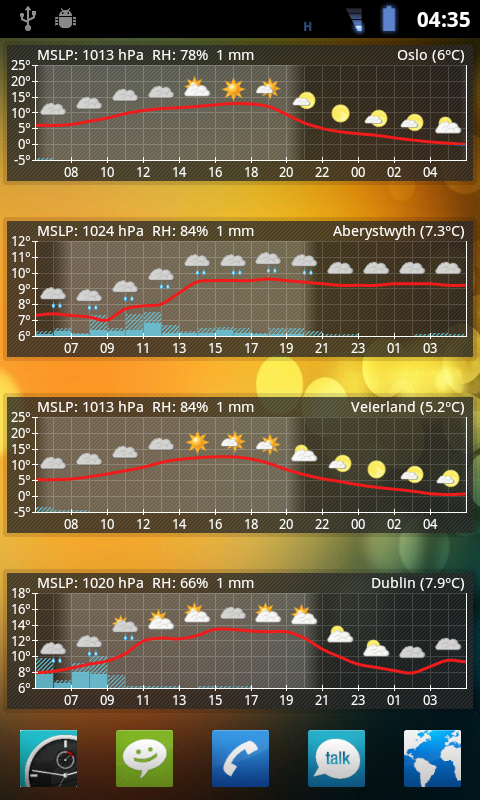 H 04:35
MSLP: 1013 hPa RH: 78% 1 mm Oslo (6°C)
25°
20°
15°
10°
5°
0°
-5°
08 10 12 14 16 18 20 22 00 02 04
MSLP: 1024 hPa RH: 84% 1 mm Aberystwyth (7.3°C)
12°
11°
10°
9°
8°
7°
6°
07 09 11 13 15 17 19 21 23 01 03
MSLP: 1013 hPa RH: 84% 1 mm Veierland (5.2°C)
25°
20°
15°
10°
5°
0°
-5°
08 10 12 14 16 18 20 22 00 02 04
MSLP: 1020 hPa RH: 66% 1 mm Dublin (7.9°C)
18°
16°
14°
12°
10°
8°
6°
07 09 11 13 15 17 19 21 23 01 03
talk